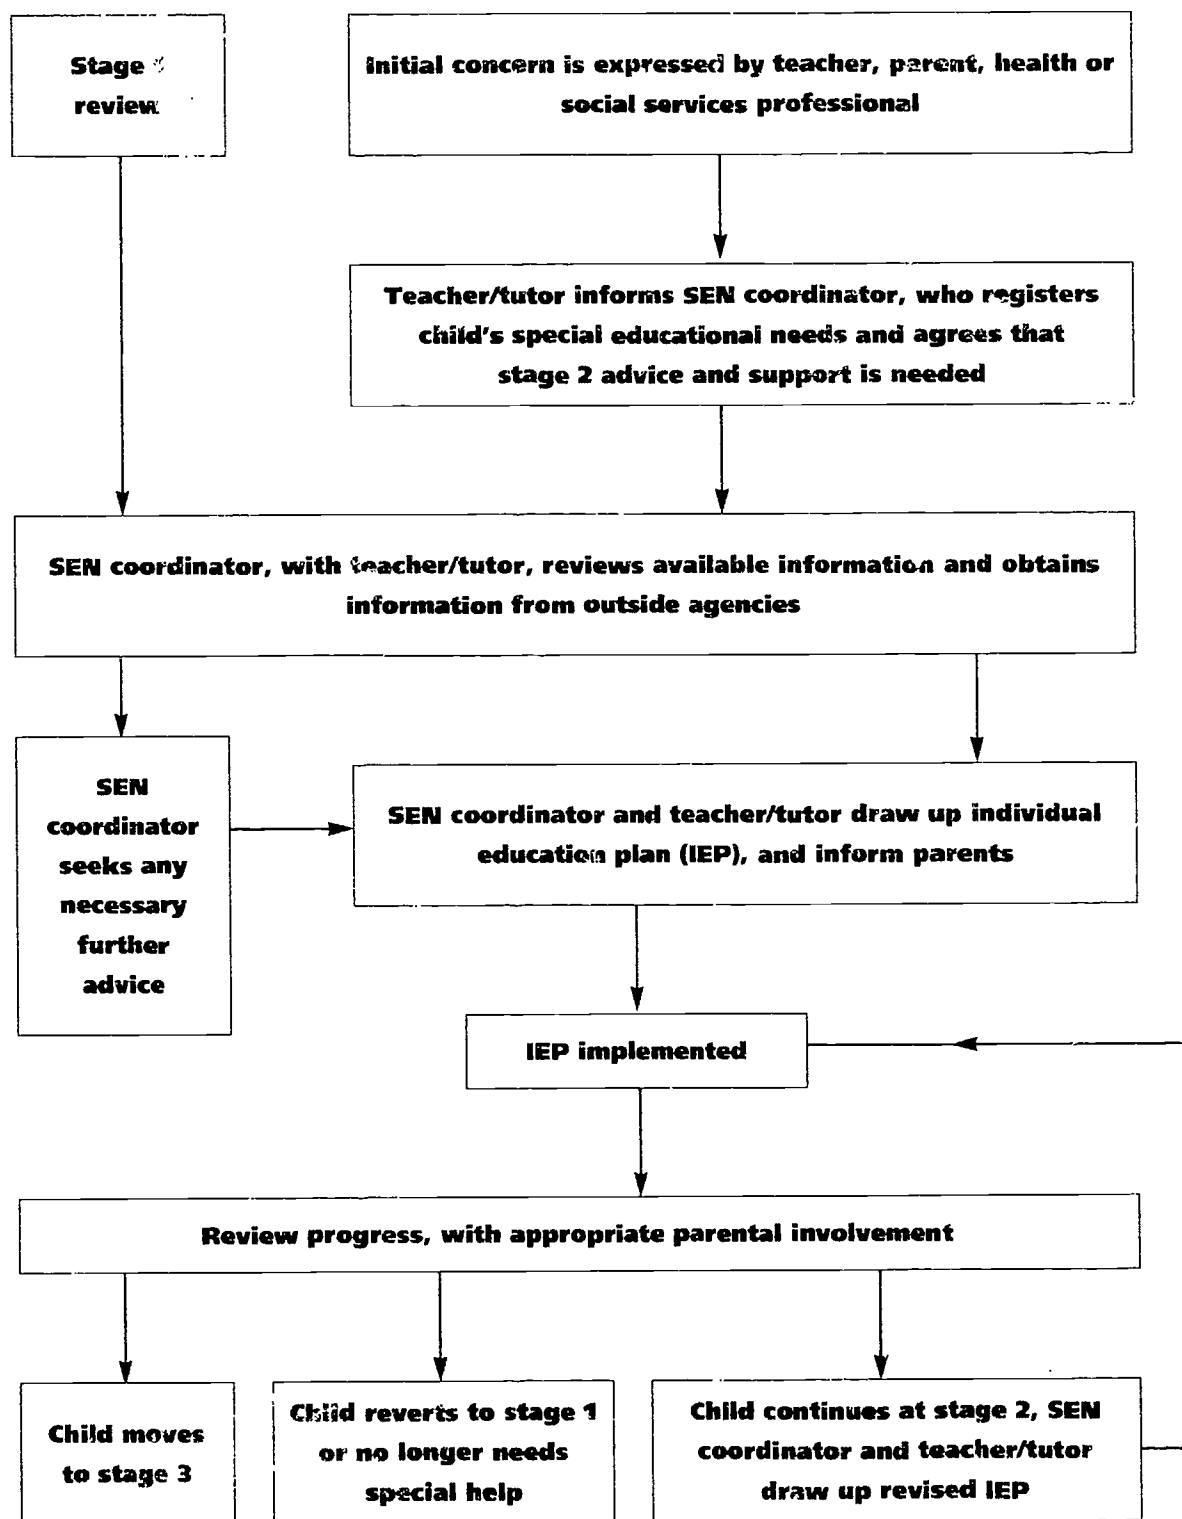 Stage
review
Initial concern is expressed by teacher, parent, health or
social services professional
Teacher/tutor informs SEN coordinator, who registers
child's special educational needs and agrees that
stage 2 advice and support is needed
SEN coordinator, with teacher/tutor, reviews available information and obtains
information from outside agencies
SEN
coordinator
seeks any
necessary
further
advice
SEN coordinator and teacher/tutor draw up individual
education plan (IEP), and inform parents
IEP implemented
Review progress, with appropriate parental involvement
Child moves
to stage 3
Child reverts to stage 1
or no longer needs
special help
Child continues at stage 2, SEN
coordinator and teacher/tutor
draw up revised IEP